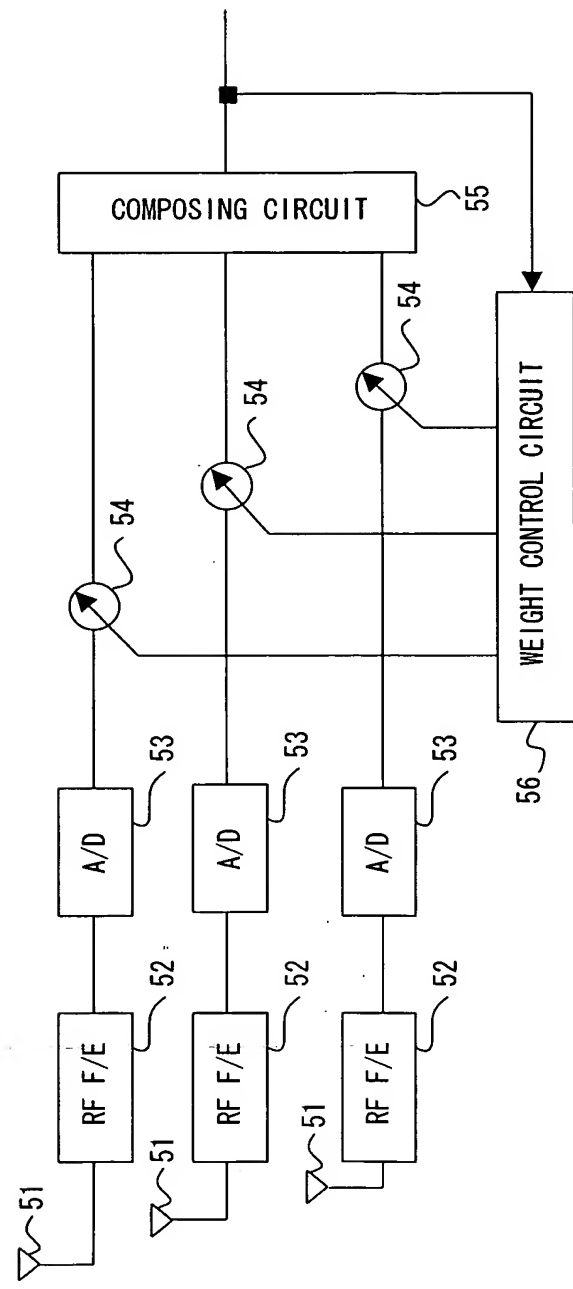 51
RF F/E
52
A/D
53
54
51
RF F/E
52
A/D
53
54
51
RF F/E
52
A/D
53
54
COMPOSING CIRCUIT
55
WEIGHT CONTROL CIRCUIT
56